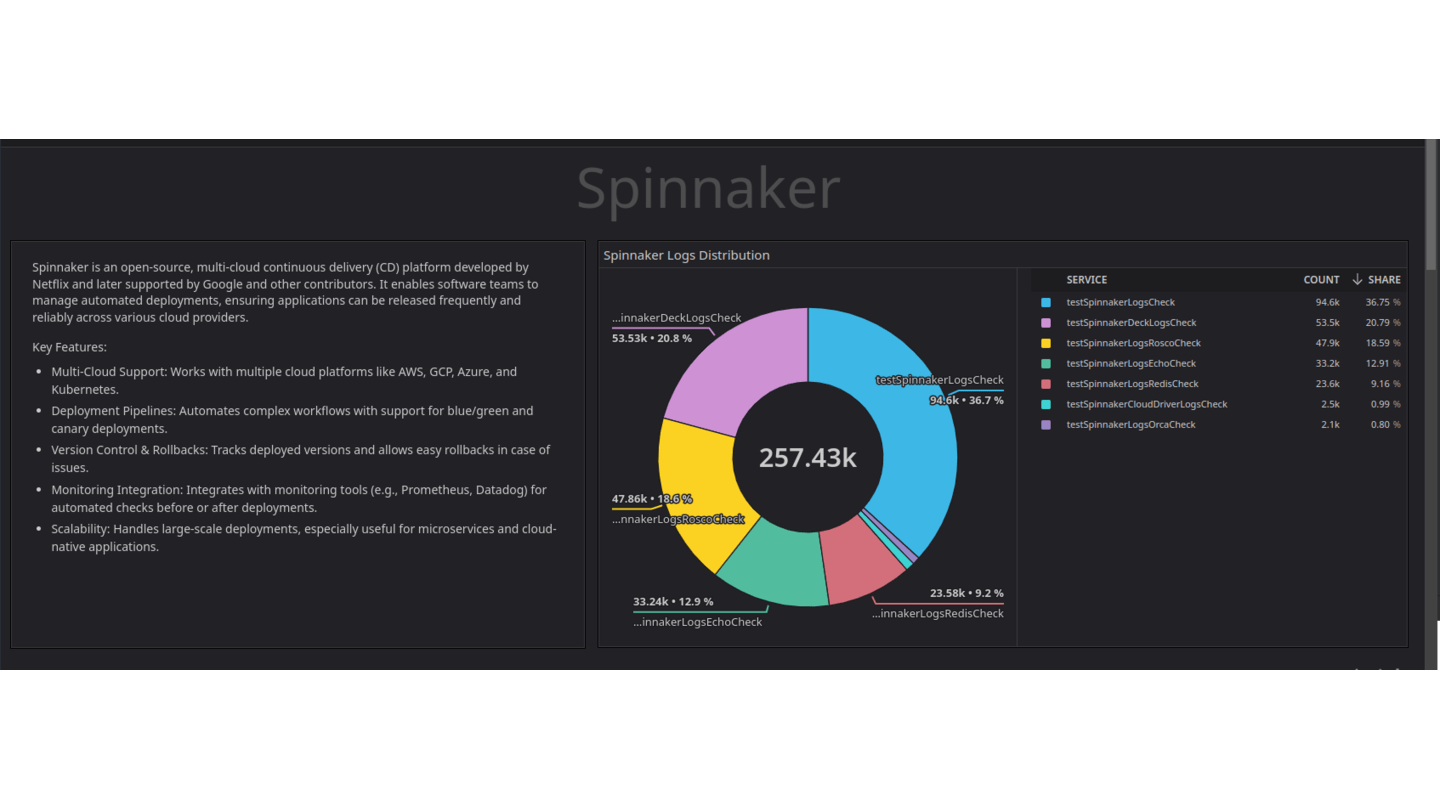 Spinnaker
Spinnaker is an open-source, multi-cloud continuous delivery (CD) platform developed by
Netflix and later supported by Google and other contributors. It enables software teams to
manage automated deployments, ensuring applications can be released frequently and
reliably across various cloud providers.
Key Features:
• Multi-Cloud Support: Works with multiple cloud platforms like AWS, GCP, Azure, and
Kubernetes.
• Deployment Pipelines: Automates complex workflows with support for blue/green and
canary deployments.
• Version Control & Rollbacks: Tracks deployed versions and allows easy rollbacks in case of
issues.
• Monitoring Integration: Integrates with monitoring tools (e.g., Prometheus, Datadog) for
automated checks before or after deployments.
• Scalability: Handles large-scale deployments, especially useful for microservices and cloud-
native applications.
Spinnaker Logs Distribution
...innakerDeckLogsCheck
53.53k • 20.8 %
testSpinnakerLogsCheck
94.6k • 36.7 %
257.43k
47.86k • 18.6 %
...nnakerLogsRoscoCheck
33.24k • 12.9 %
...innakerLogsEchoCheck
23.58k • 9.2 %
...innakerLogsRedisCheck
SERVICE COUNT ↓ SHARE
testSpinnakerLogsCheck 94.6k 36.75 %
testSpinnakerDeckLogsCheck 53.5k 20.79 %
testSpinnakerLogsRoscoCheck 47.9k 18.59 %
testSpinnakerLogsEchoCheck 33.2k 12.91 %
testSpinnakerLogsRedisCheck 23.6k 9.16 %
testSpinnakerCloudDriverLogsCheck 2.5k 0.99 %
testSpinnakerLogsOrcaCheck 2.1k 0.80 %